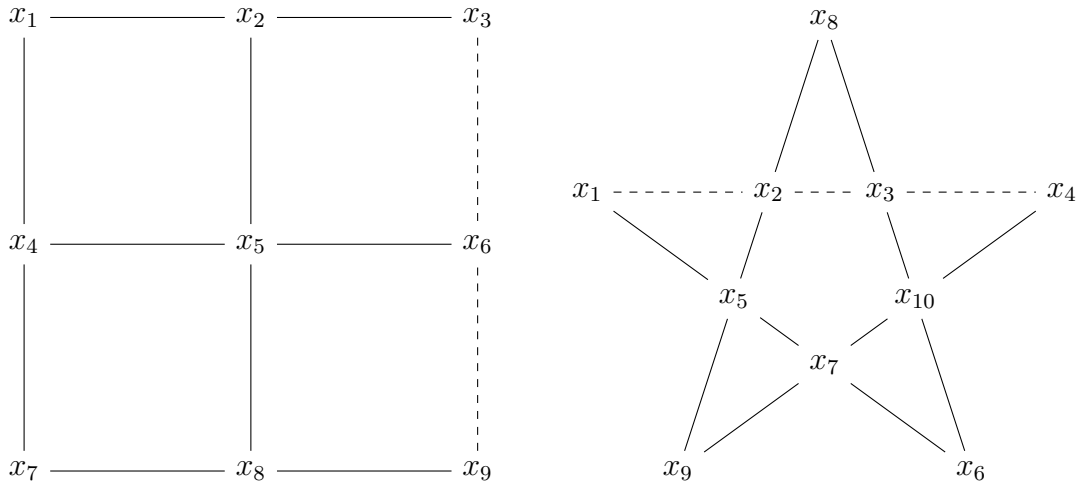 x₁ x₂ x₃
x₄ x₅ x₆
x₇ x₈ x₉
x₈
x₁ x₂ x₃ x₄
x₅ x₁₀
x₇
x₉ x₆